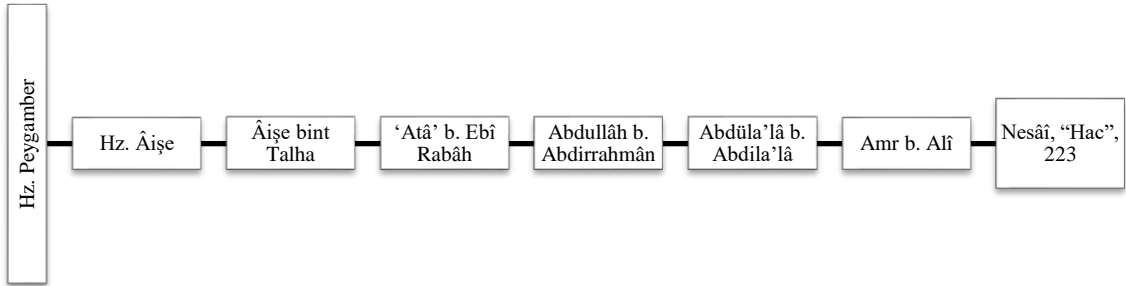 Hz. Peygamber
Hz. Âişe
Âişe bint
Talha
‘Atâ’ b. Ebî
Rabâh
Abdullâh b.
Abdirrahmân
Abdüla’lâ b.
Abdila’lâ
Amr b. Alî
Nesâî, “Hac”,
223